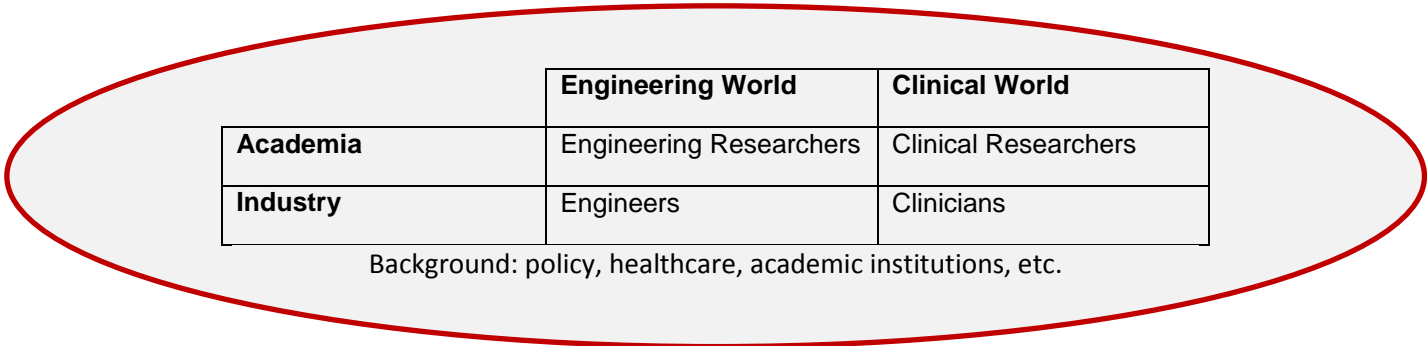 Engineering World Clinical World
Academia Engineering Researchers Clinical Researchers
Industry Engineers Clinicians
Background: policy, healthcare, academic institutions, etc.